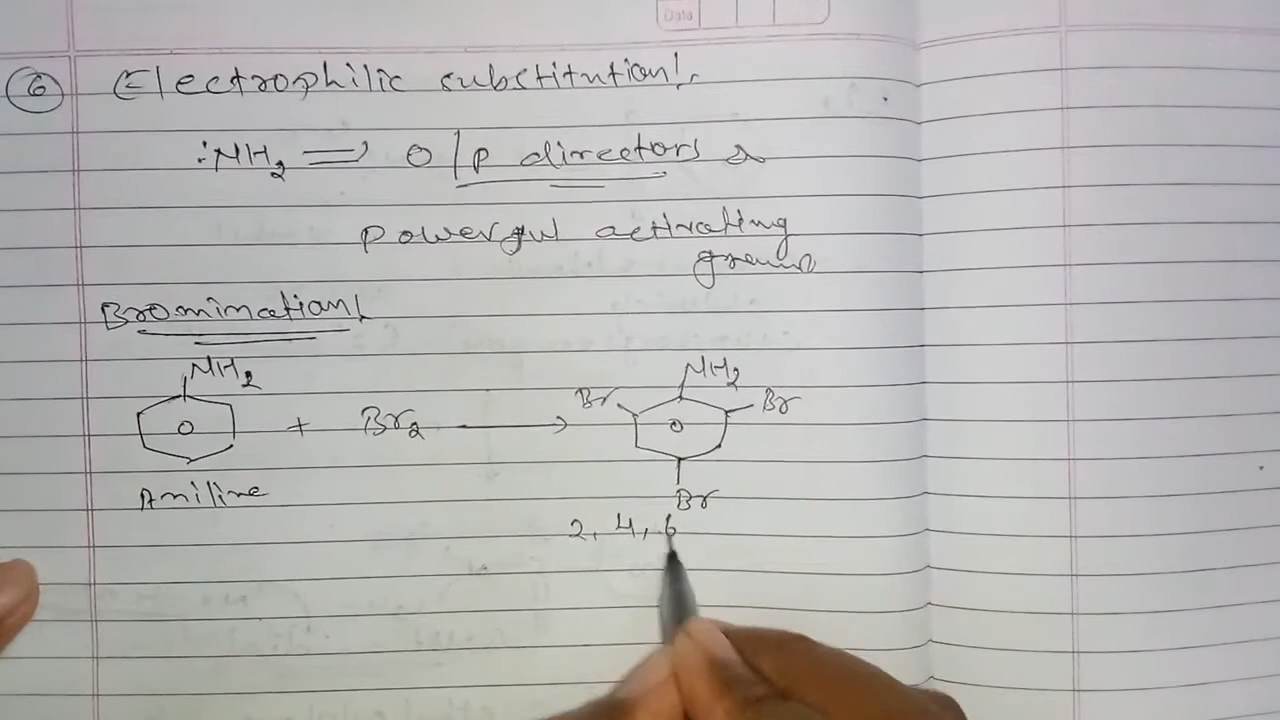 Data
6 Electrophilic substitution!
:NH2 => O/p directors &
powerful activating
group
Bromination!
NH2 NH2
Br Br
+ Br2 →
Aniline Br
2, 4, 6